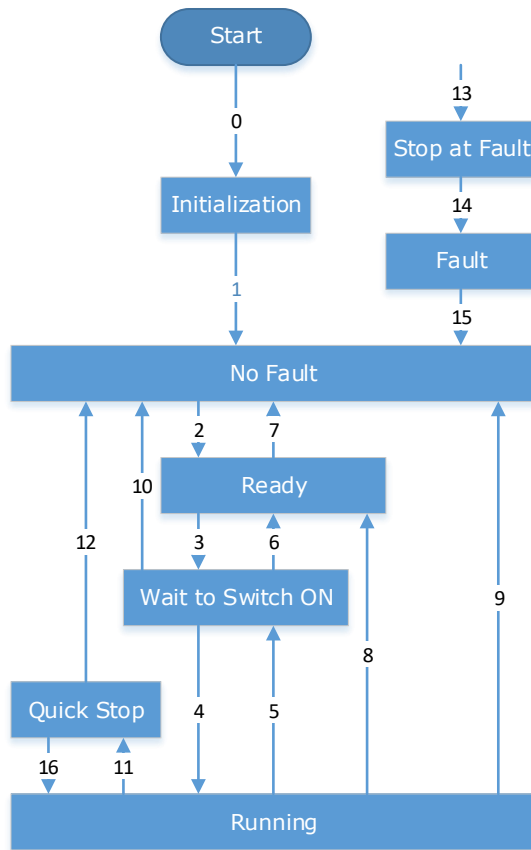 Start
13
0
Stop at Fault
Initialization
14
Fault
1
15
No Fault
2
7
10
Ready
12
3
6
9
Wait to Switch ON
8
Quick Stop
4
5
16
11
Running